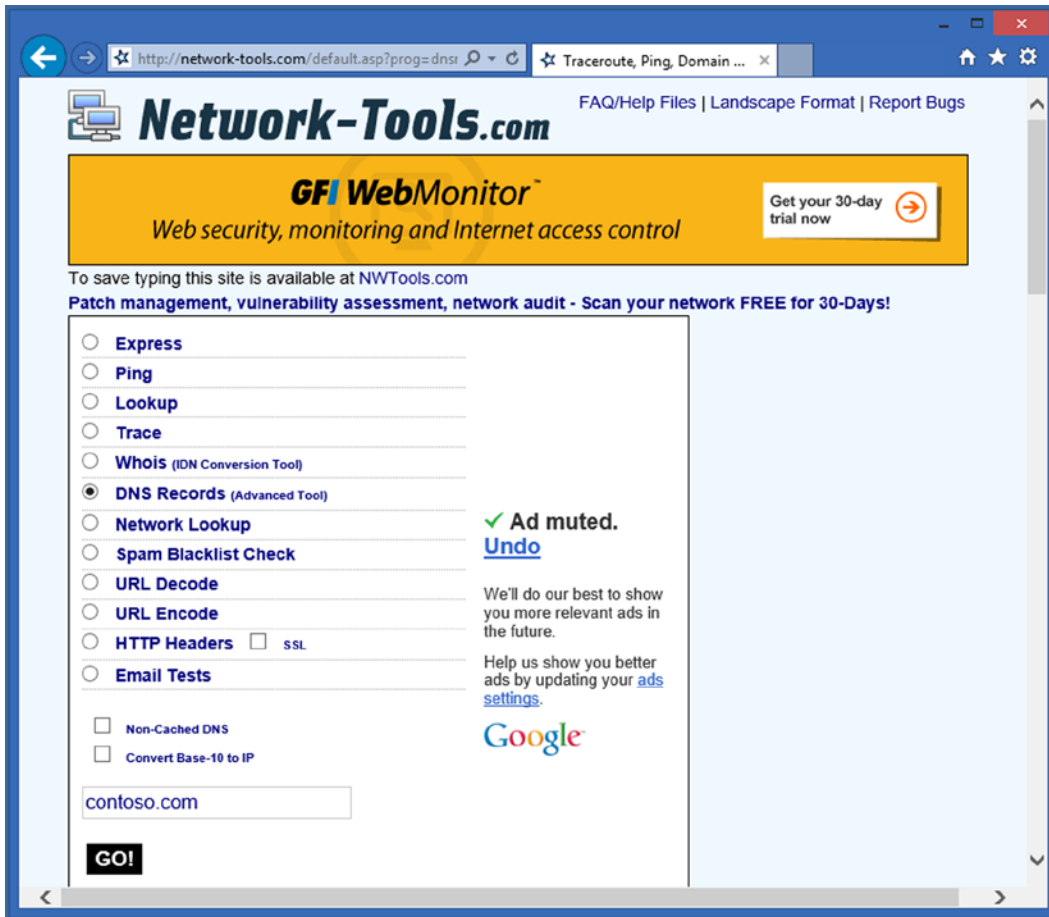 http://network-tools.com/default.asp?prog=dnsr
Traceroute, Ping, Domain ...
Network-Tools.com
FAQ/Help Files | Landscape Format | Report Bugs
GFI WebMonitor™
Web security, monitoring and Internet access control
Get your 30-day
trial now
To save typing this site is available at NWTools.com
Patch management, vulnerability assessment, network audit - Scan your network FREE for 30-Days!
Express
Ping
Lookup
Trace
Whois (IDN Conversion Tool)
DNS Records (Advanced Tool)
Network Lookup
Spam Blacklist Check
URL Decode
URL Encode
HTTP Headers SSL
Email Tests
Non-Cached DNS
Convert Base-10 to IP
contoso.com
GO!
Ad muted.
Undo
We'll do our best to show
you more relevant ads in
the future.
Help us show you better
ads by updating your ads
settings.
Google